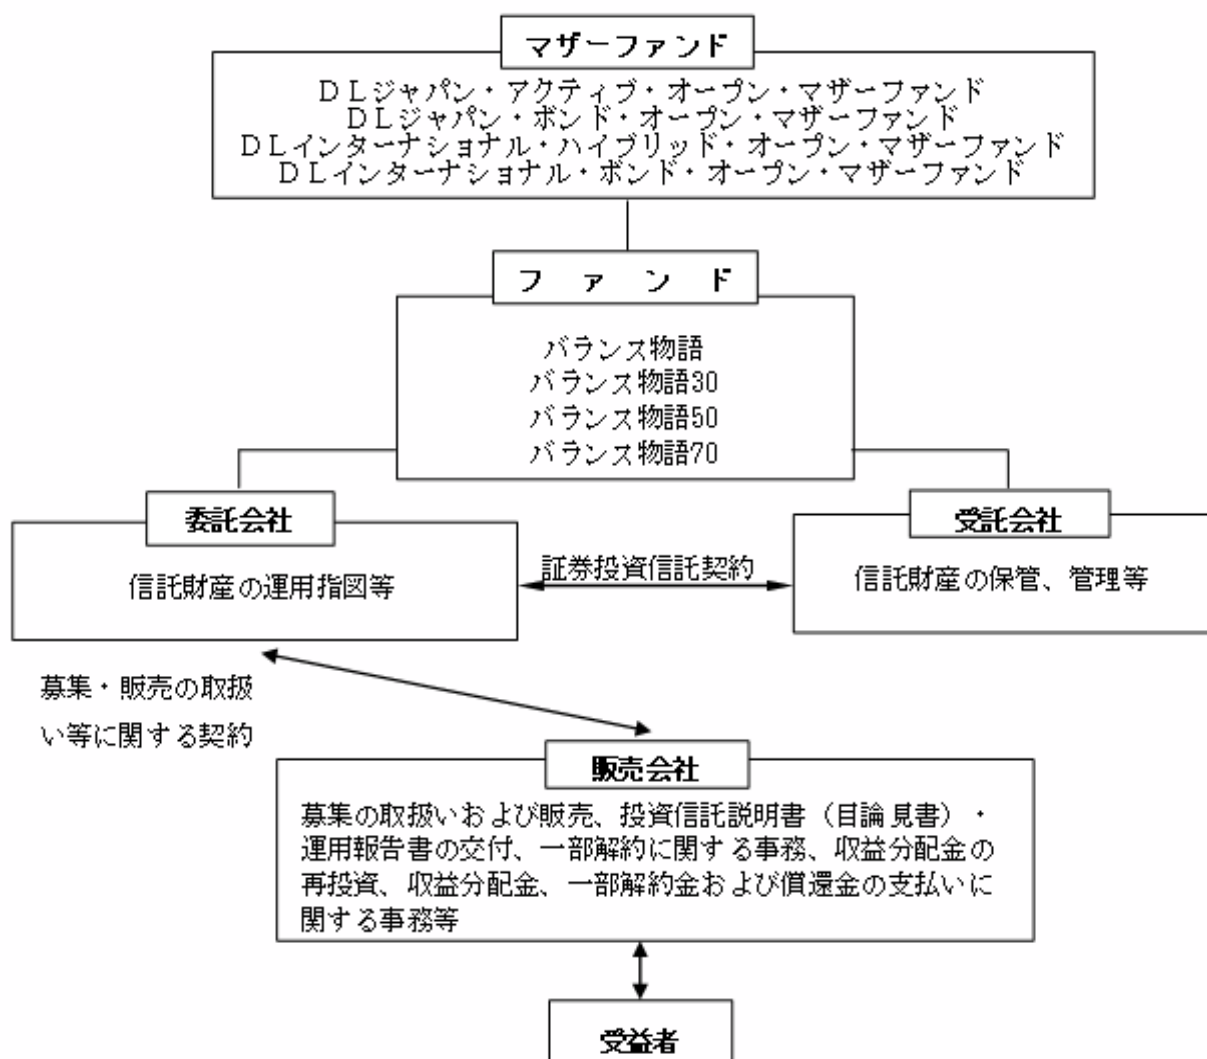 マザーファンド
ＤＬジャパン・アクティブ・オープン・マザーファンド
ＤＬジャパン・ボンド・オープン・マザーファンド
ＤＬインターナショナル・ハイブリッド・オープン・マザーファンド
ＤＬインターナショナル・ボンド・オープン・マザーファンド
ファンド
バランス物語
バランス物語30
バランス物語50
バランス物語70
委託会社
信託財産の運用指図等
証券投資信託契約
受託会社
信託財産の保管、管理等
募集・販売の取扱
い等に関する契約
販売会社
募集の取扱いおよび販売、投資信託説明書（目論見書）・
運用報告書の交付、一部解約に関する事務、収益分配金の
再投資、収益分配金、一部解約金および償還金の支払いに
関する事務等
受益者